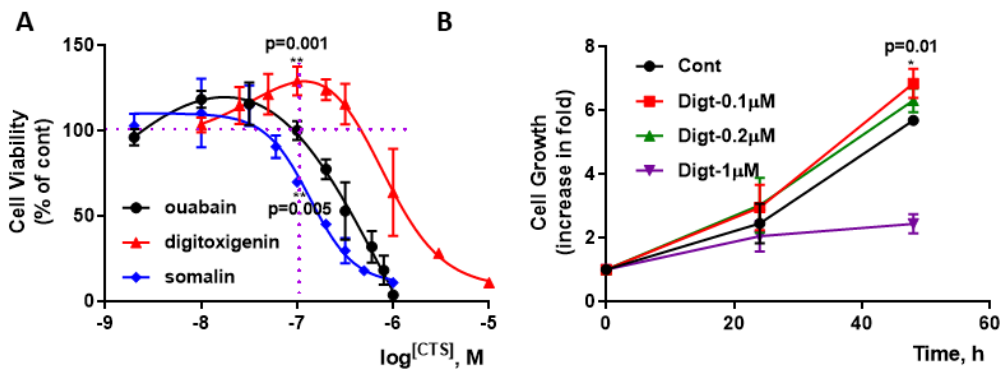 A
Cell Viability
(% of cont)
150
100
50
0
-9
-8
-7
-6
-5
log[CTS], M
p=0.001
**
**
p=0.005
ouabain
digitoxigenin
somalin
B
Cell Growth
(increase in fold)
8
6
4
2
0
0
20
40
60
Time, h
p=0.01
*
Cont
Digt-0.1μM
Digt-0.2μM
Digt-1μM